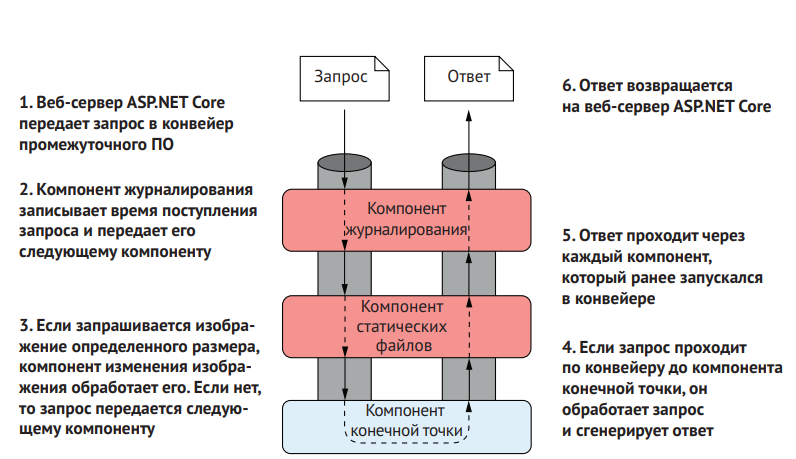 Запрос
Ответ
1. Веб-сервер ASP.NET Core
передает запрос в конвейер
промежуточного ПО
6. Ответ возвращается
на веб-сервер ASP.NET Core
2. Компонент журналирования
записывает время поступления
запроса и передает его
следующему компоненту
Компонент
журналирования
5. Ответ проходит через
каждый компонент,
который ранее запускался
в конвейере
3. Если запрашивается изобра-
жение определенного размера,
компонент изменения изобра-
жения обработает его. Если нет,
то запрос передается следую-
щему компоненту
Компонент
статических
файлов
4. Если запрос проходит
по конвейеру до компонента
конечной точки, он
обработает запрос
и сгенерирует ответ
Компонент
конечной точки